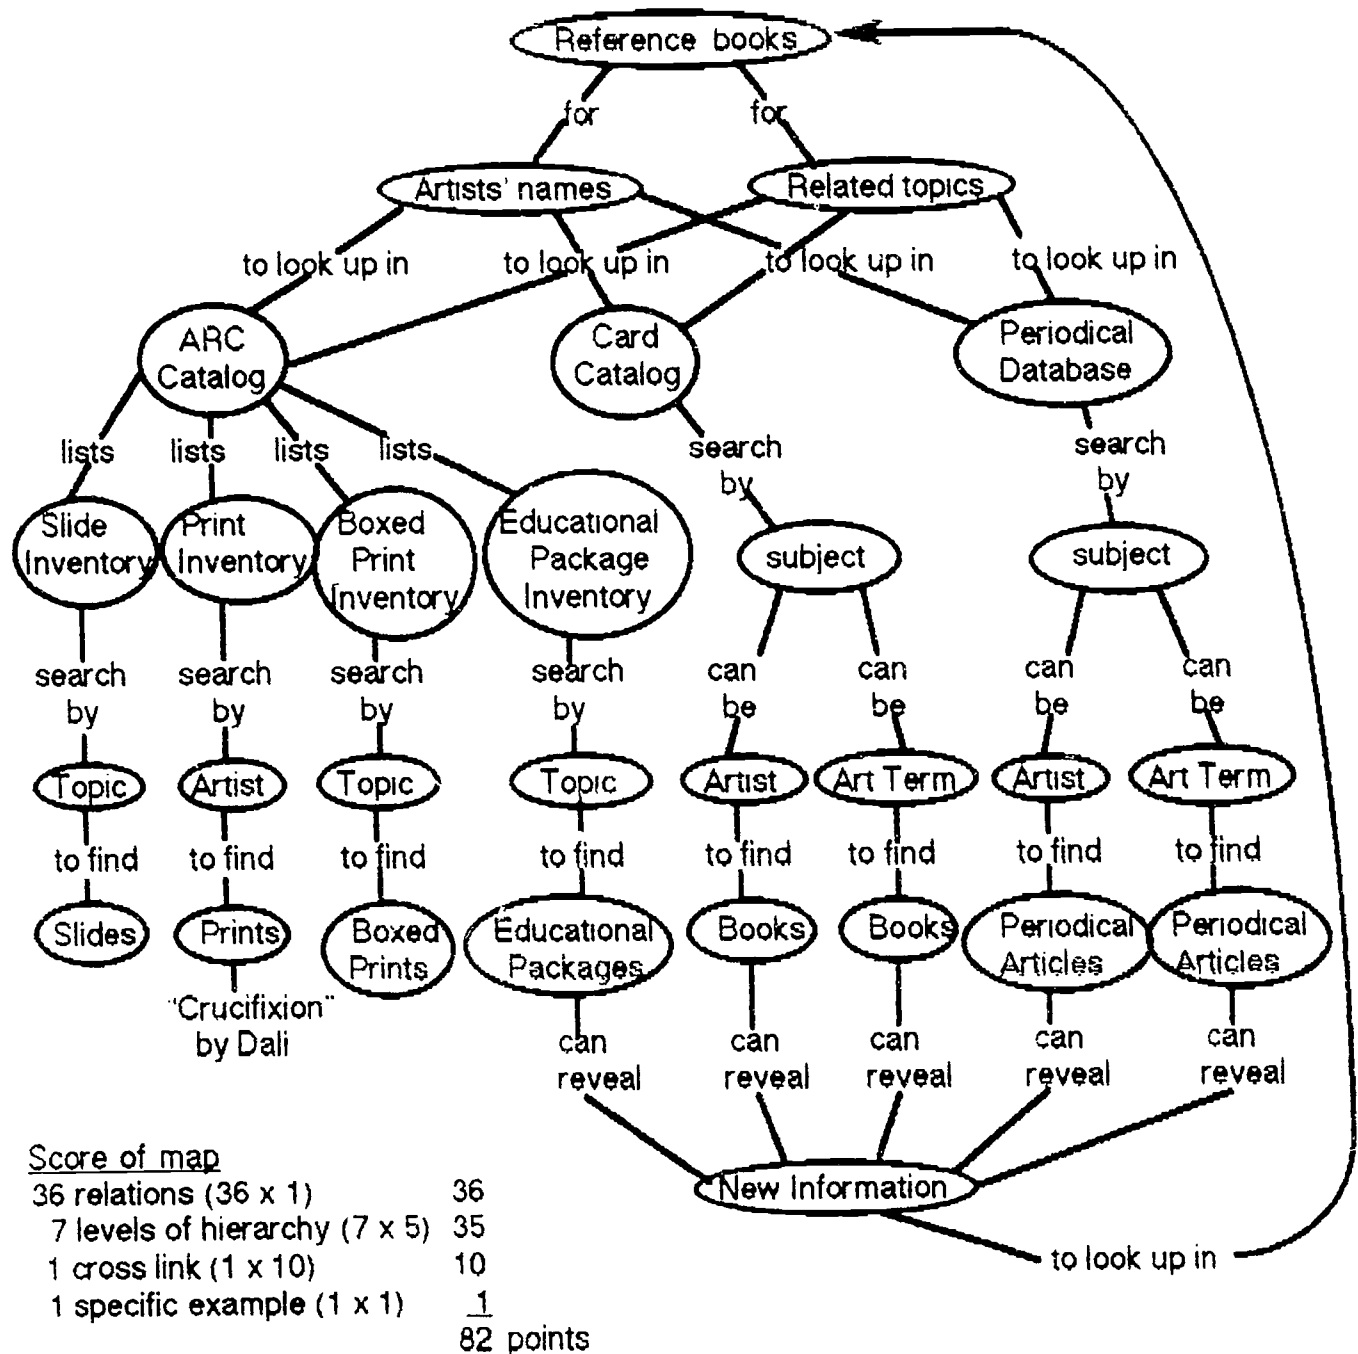 Reference books
for
for
Artists' names
Related topics
to look up in
to look up in
to look up in
to look up in
ARC
Catalog
Card
Catalog
Periodical
Database
lists
lists
lists
lists
search
by
search
by
Slide
Inventory
Print
Inventory
Boxed
Print
Inventory
Educational
Package
Inventory
subject
subject
search
by
search
by
search
by
search
by
can
be
can
be
can
be
can
be
Topic
Artist
Topic
Topic
Artist
Art Term
Artist
Art Term
to find
to find
to find
to find
to find
to find
to find
to find
Slides
Prints
Boxed
Prints
Educational
Packages
Books
Books
Periodical
Articles
Periodical
Articles
"Crucifixion"
by Dali
can
reveal
can
reveal
can
reveal
can
reveal
can
reveal
New Information
to look up in
Score of map
36 relations (36 x 1) 36
7 levels of hierarchy (7 x 5) 35
1 cross link (1 x 10) 10
1 specific example (1 x 1) 1
82 points